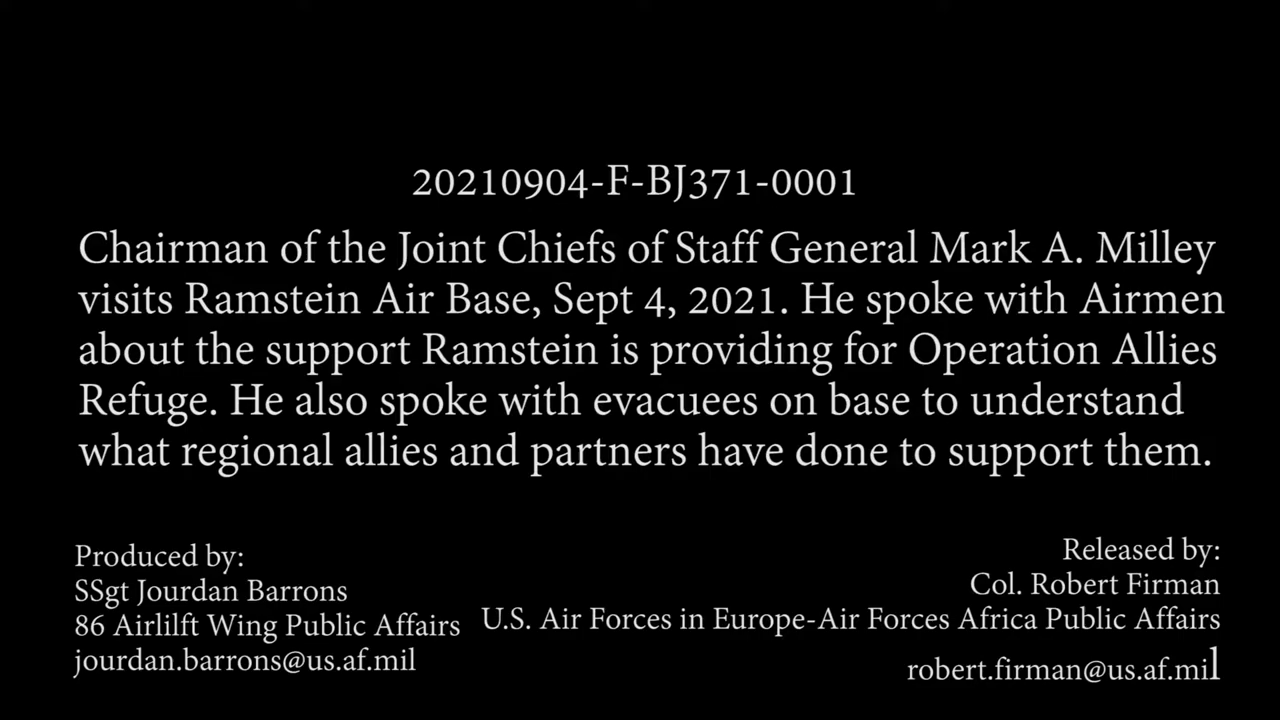 20210904-F-BJ371-0001
Chairman of the Joint Chiefs of Staff General Mark A. Milley
visits Ramstein Air Base, Sept 4, 2021. He spoke with Airmen
about the support Ramstein is providing for Operation Allies
Refuge. He also spoke with evacuees on base to understand
what regional allies and partners have done to support them.
Produced by:
SSgt Jourdan Barrons
86 Airlilft Wing Public Affairs
jourdan.barrons@us.af.mil
Released by:
Col. Robert Firman
U.S. Air Forces in Europe-Air Forces Africa Public Affairs
robert.firman@us.af.mil